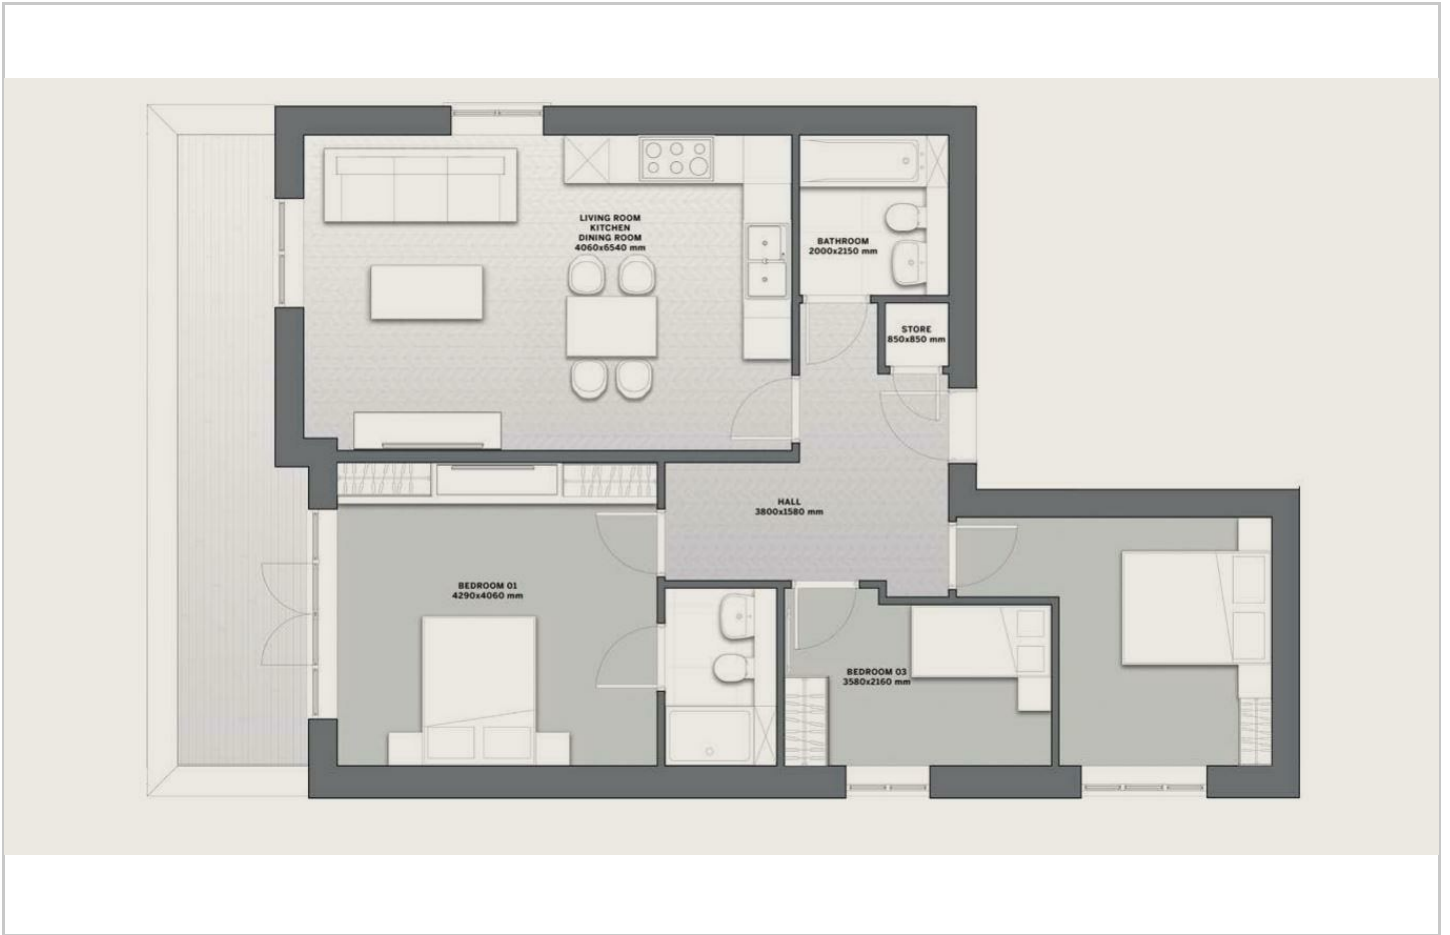 LIVING ROOM
KITCHEN
DINING ROOM
4060x6540 mm
BATHROOM
2000x2150 mm
STORE
850x850 mm
HALL
3800x1580 mm
BEDROOM 01
4290x4060 mm
BEDROOM 03
3580x2160 mm